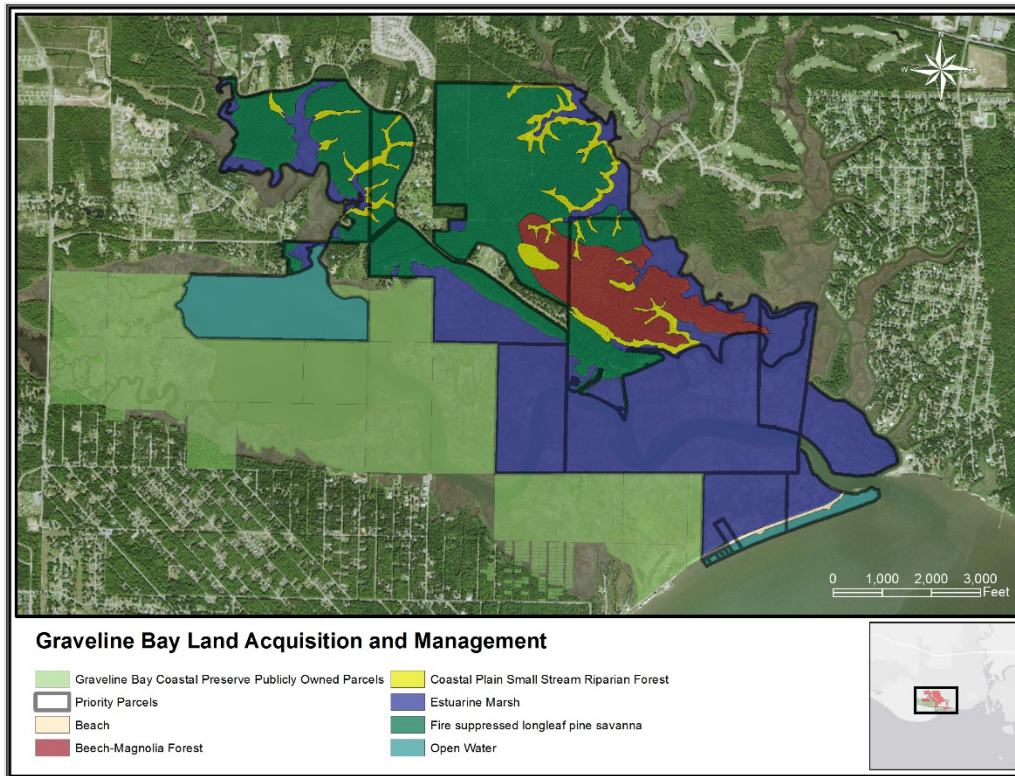 N
W
E
S
0 1,000 2,000 3,000
Feet
Graveline Bay Land Acquisition and Management
Graveline Bay Coastal Preserve Publicly Owned Parcels
Priority Parcels
Beach
Beech-Magnolia Forest
Coastal Plain Small Stream Riparian Forest
Estuarine Marsh
Fire suppressed longleaf pine savanna
Open Water